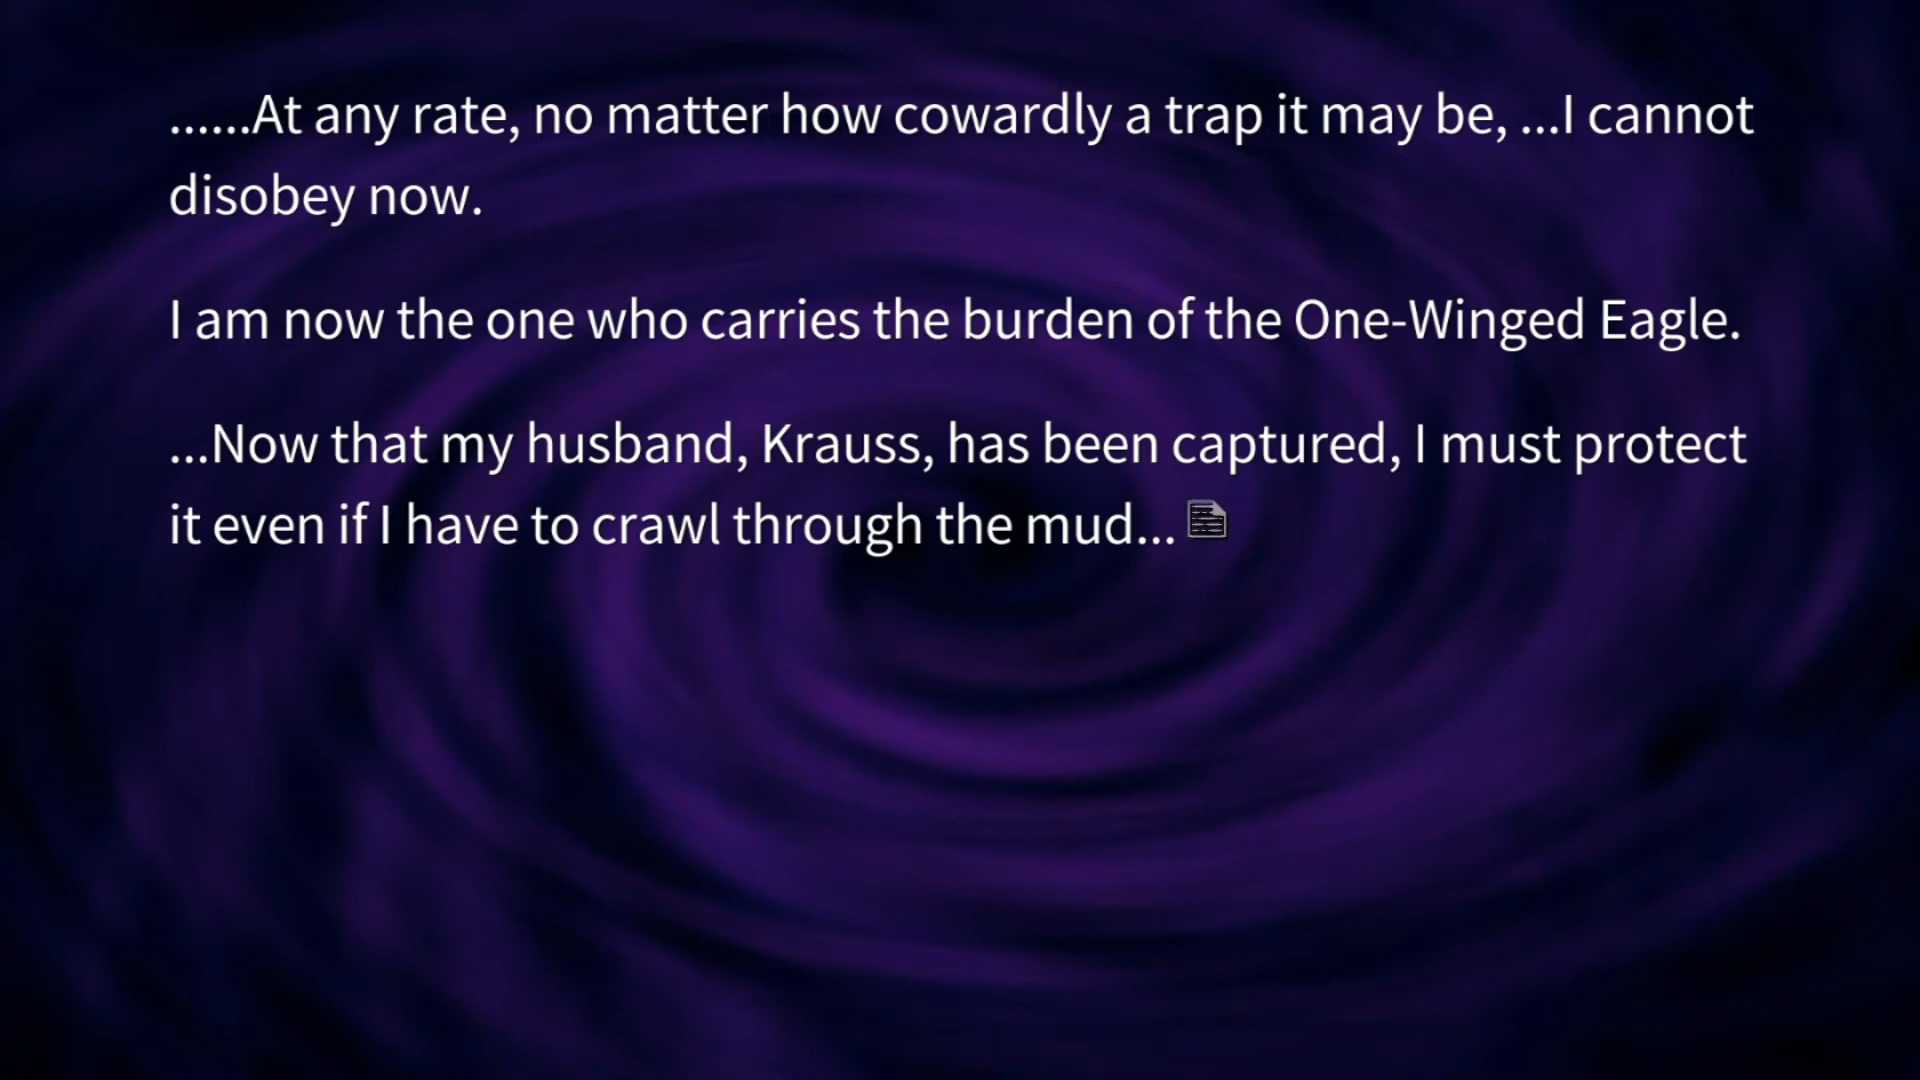 ......At any rate, no matter how cowardly a trap it may be, ...I cannot
disobey now.
I am now the one who carries the burden of the One-Winged Eagle.
...Now that my husband, Krauss, has been captured, I must protect
it even if I have to crawl through the mud...